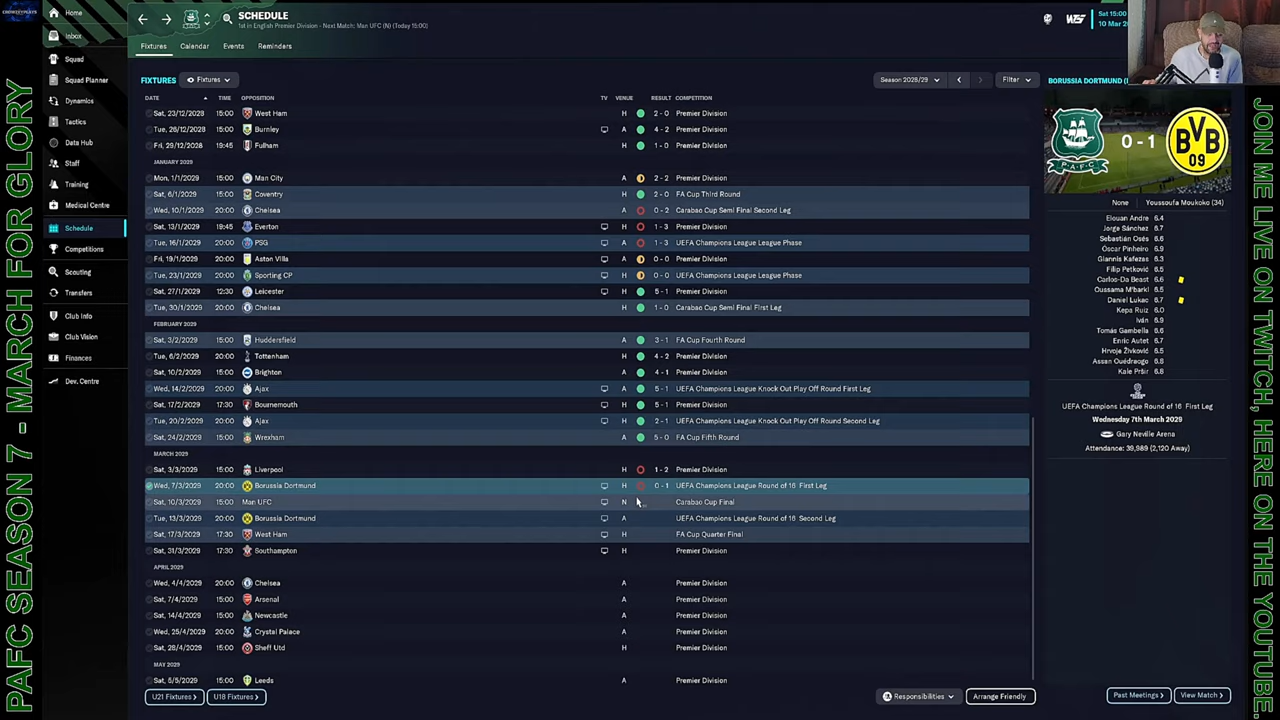 Home
Inbox
Squad
Squad Planner
Dynamics
Tactics
Data Hub
Staff
Training
Medical Centre
Schedule
Competitions
Scouting
Transfers
Club Info
Club Vision
Finances
Dev. Centre
PAFC SEASON 7 - MARCH FOR GLORY
SCHEDULE
1st in English Premier Division - Next Match: Man UFC (N) (Today 15:00)
Sat 15:00
10 Mar
Fixtures Calendar Events Reminders
FIXTURES Fixtures Season 2028/29 Filter
DATE TIME OPPOSITION TV VENUE RESULT COMPETITION
Sat, 23/12/2028 15:00 West Ham H 2 - 0 Premier Division
Tue, 26/12/2028 15:00 Burnley A 4 - 2 Premier Division
Fri, 29/12/2028 19:45 Fulham H 1 - 0 Premier Division
JANUARY 2029
Mon, 1/1/2029 15:00 Man City A 2 - 2 Premier Division
Sat, 6/1/2029 15:00 Coventry H 2 - 0 FA Cup Third Round
Wed, 10/1/2029 20:00 Chelsea A 0 - 2 Carabao Cup Semi Final Second Leg
Sat, 13/1/2029 19:45 Everton H 1 - 3 Premier Division
Tue, 16/1/2029 20:00 PSG A 1 - 3 UEFA Champions League League Phase
Fri, 19/1/2029 20:00 Aston Villa A 0 - 0 Premier Division
Tue, 23/1/2029 20:00 Sporting CP H 0 - 0 UEFA Champions League League Phase
Sat, 27/1/2029 12:30 Leicester H 5 - 1 Premier Division
Tue, 30/1/2029 20:00 Chelsea H 1 - 0 Carabao Cup Semi Final First Leg
FEBRUARY 2029
Sat, 3/2/2029 15:00 Huddersfield H 3 - 1 FA Cup Fourth Round
Tue, 6/2/2029 20:00 Tottenham H 4 - 2 Premier Division
Sat, 10/2/2029 15:00 Brighton A 4 - 1 Premier Division
Wed, 14/2/2029 20:00 Ajax A 5 - 1 UEFA Champions League Knock Out Play Off Round First Leg
Sat, 17/2/2029 17:30 Bournemouth H 5 - 1 Premier Division
Tue, 20/2/2029 20:00 Ajax H 2 - 1 UEFA Champions League Knock Out Play Off Round Second Leg
Sat, 24/2/2029 15:00 Wrexham A 5 - 0 FA Cup Fifth Round
MARCH 2029
Sat, 3/3/2029 15:00 Liverpool H 1 - 2 Premier Division
Wed, 7/3/2029 20:00 Borussia Dortmund H 0 - 1 UEFA Champions League Round of 16 First Leg
Sat, 10/3/2029 15:00 Man UFC N Carabao Cup Final
Tue, 13/3/2029 20:00 Borussia Dortmund A UEFA Champions League Round of 16 Second Leg
Sat, 17/3/2029 17:30 West Ham H FA Cup Quarter Final
Sat, 31/3/2029 17:30 Southampton H Premier Division
APRIL 2029
Wed, 4/4/2029 20:00 Chelsea A Premier Division
Sat, 7/4/2029 15:00 Arsenal A Premier Division
Sat, 14/4/2029 15:00 Newcastle A Premier Division
Wed, 25/4/2029 20:00 Crystal Palace A Premier Division
Sat, 28/4/2029 15:00 Sheff Utd H Premier Division
MAY 2029
Sat, 5/5/2029 15:00 Leeds A Premier Division
U21 Fixtures U18 Fixtures Responsibilities Arrange Friendly
BORUSSIA DORTMUND
PAFC
0 - 1
BVB
09
None Youssoufa Moukoko (34)
Elouan Andre 6.4
Jorge Sánchez 6.7
Sebastián Osés 6.6
Óscar Pinheiro 6.9
Giannis Kafezas 6.3
Filip Petković 6.5
Carlos-Da Beast 6.6
Oussama M'barki 6.5
Daniel Lukac 6.7
Kepa Ruiz 6.0
Iván 6.9
Tomás Gambella 6.6
Enric Autet 6.7
Hrvoje Živković 6.5
Assan Ouédraogo 6.8
Kale Pršir 6.8
UEFA Champions League Round of 16 First Leg
Wednesday 7th March 2029
Gary Neville Arena
Attendance: 39,989 (2,120 Away)
Past Meetings View Match
JOIN ME LIVE ON TWITCH, HERE ON THE YOUTUBE.